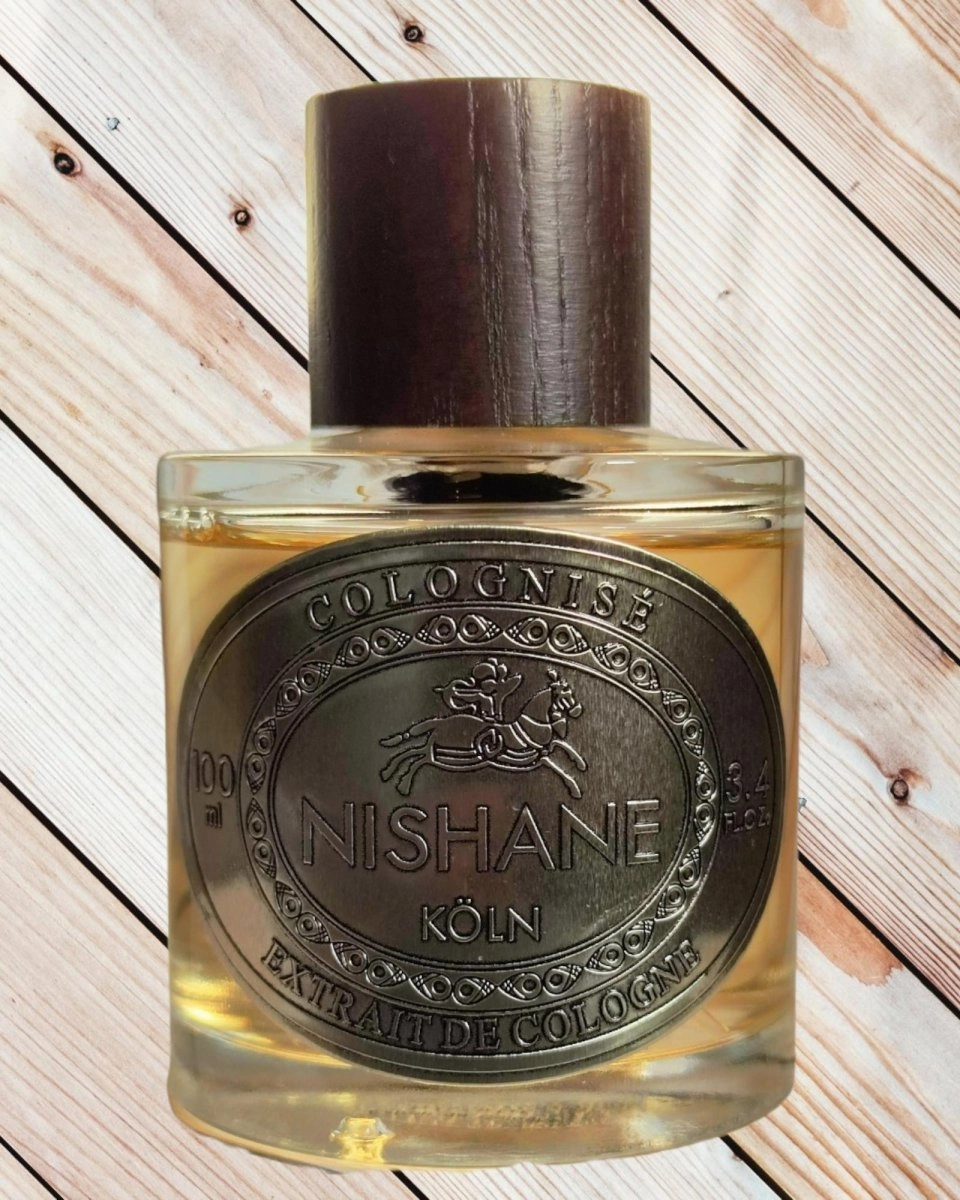 COLOGNISÉ
100
ml
3.4
FL.OZ.
NISHANE
KÖLN
EXTRAIT DE COLOGNE